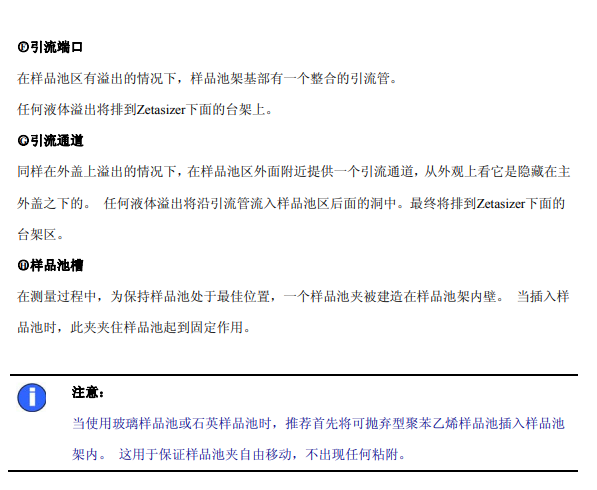 Ⓕ引流端口
在样品池区有溢出的情况下，样品池架基部有一个整合的引流管。
任何液体溢出将排到Zetasizer下面的台架上。
Ⓖ引流通道
同样在外盖上溢出的情况下，在样品池区外面附近提供一个引流通道，从外观上看它是隐藏在主
外盖之下的。 任何液体溢出将沿引流管流入样品池区后面的洞中。最终将排到Zetasizer下面的
台架区。
Ⓗ样品池槽
在测量过程中，为保持样品池处于最佳位置，一个样品池夹被建造在样品池架内壁。 当插入样
品池时，此夹夹住样品池起到固定作用。
注意：
当使用玻璃样品池或石英样品池时，推荐首先将可抛弃型聚苯乙烯样品池插入样品池
架内。 这用于保证样品池夹自由移动，不出现任何粘附。